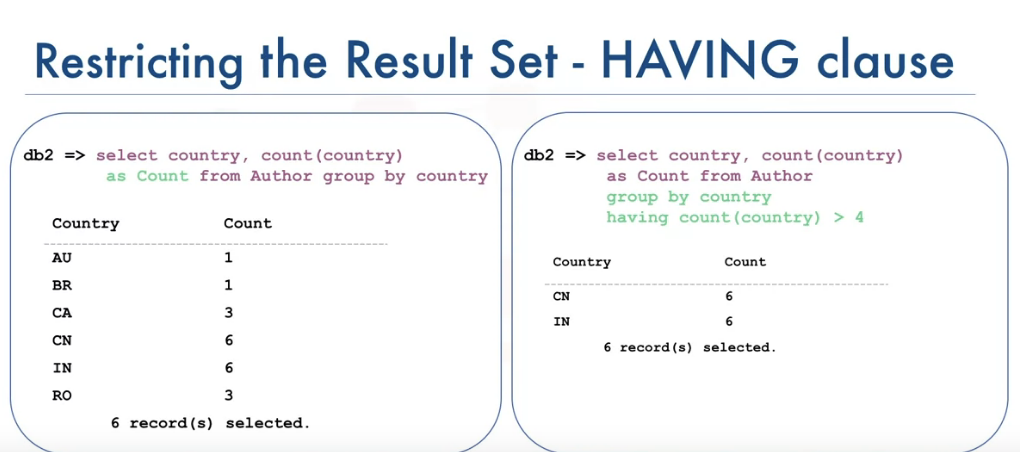 Restricting the Result Set - HAVING clause
db2 => select country, count(country)
as Count from Author group by country
Country Count
AU 1
BR 1
CA 3
CN 6
IN 6
RO 3
6 record(s) selected.
db2 => select country, count(country)
as Count from Author
group by country
having count(country) > 4
Country Count
CN 6
IN 6
6 record(s) selected.